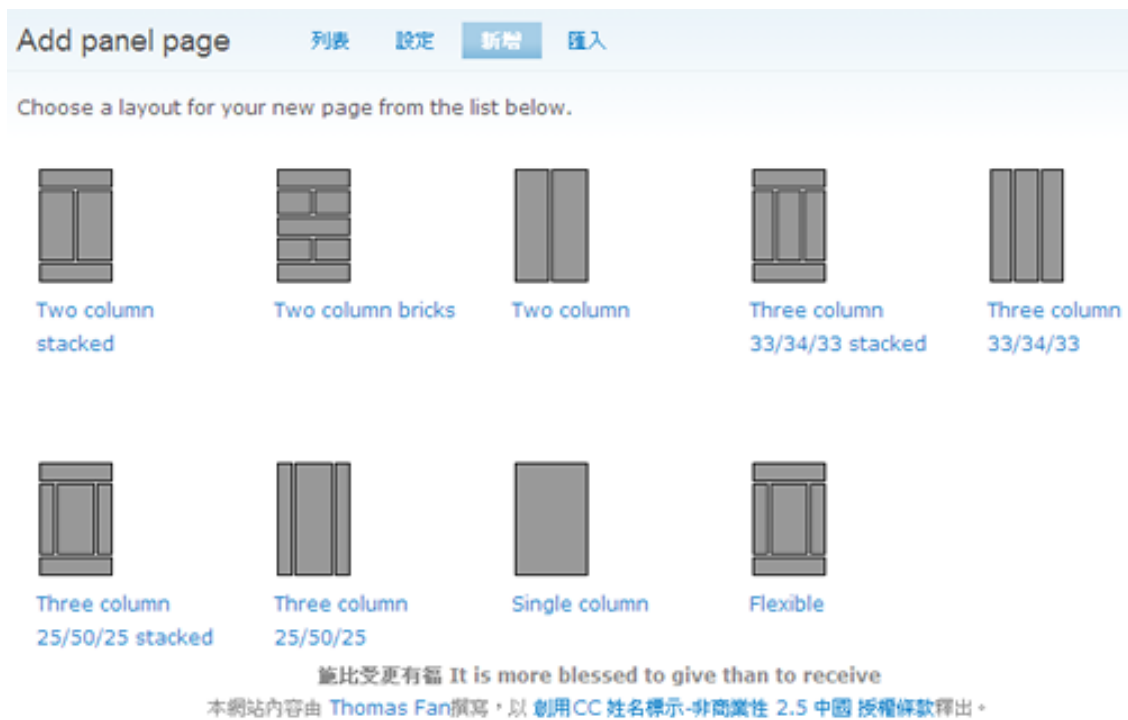 Add panel page 列表 設定 新增 匯入
Choose a layout for your new page from the list below.
Two column stacked
Two column bricks
Two column
Three column 33/34/33 stacked
Three column 33/34/33
Three column 25/50/25 stacked
Three column 25/50/25
Single column
Flexible
施比受更有福 It is more blessed to give than to receive
本網站內容由 Thomas Fan撰寫，以 創用CC 姓名標示-非商業性 2.5 中國 授權條款釋出。